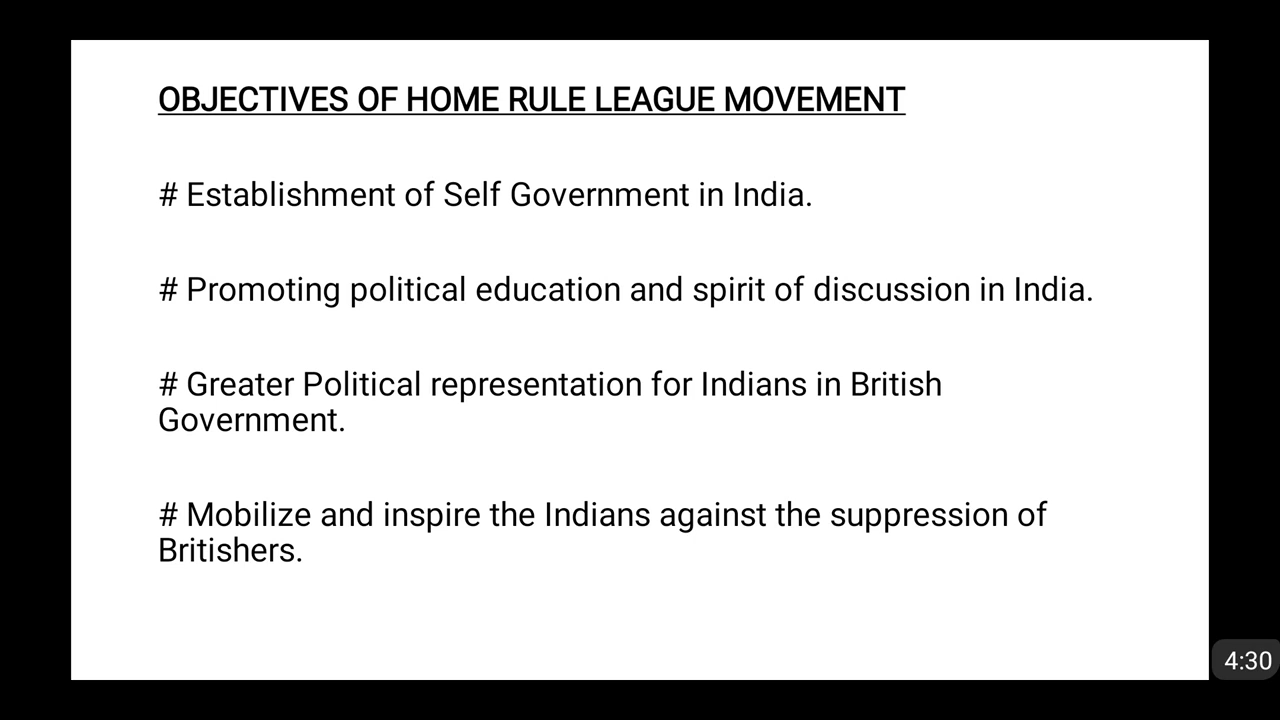 OBJECTIVES OF HOME RULE LEAGUE MOVEMENT
# Establishment of Self Government in India.
# Promoting political education and spirit of discussion in India.
# Greater Political representation for Indians in British
Government.
# Mobilize and inspire the Indians against the suppression of
Britishers.
4:30